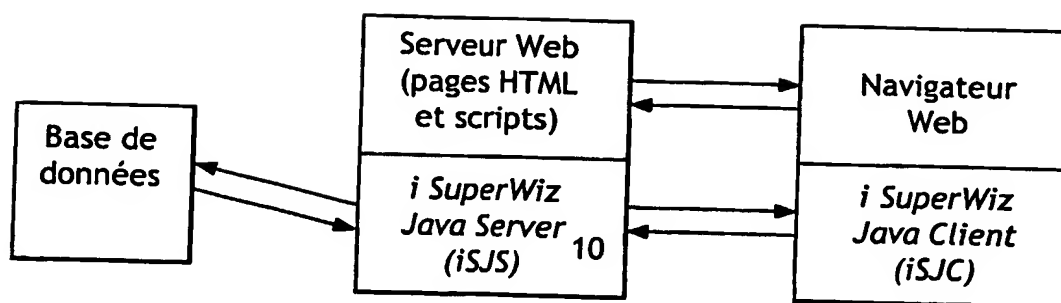 Base de
données
Serveur Web
(pages HTML
et scripts)
i SuperWiz
Java Server
(iSJS) 10
Navigateur
Web
i SuperWiz
Java Client
(iSJC)